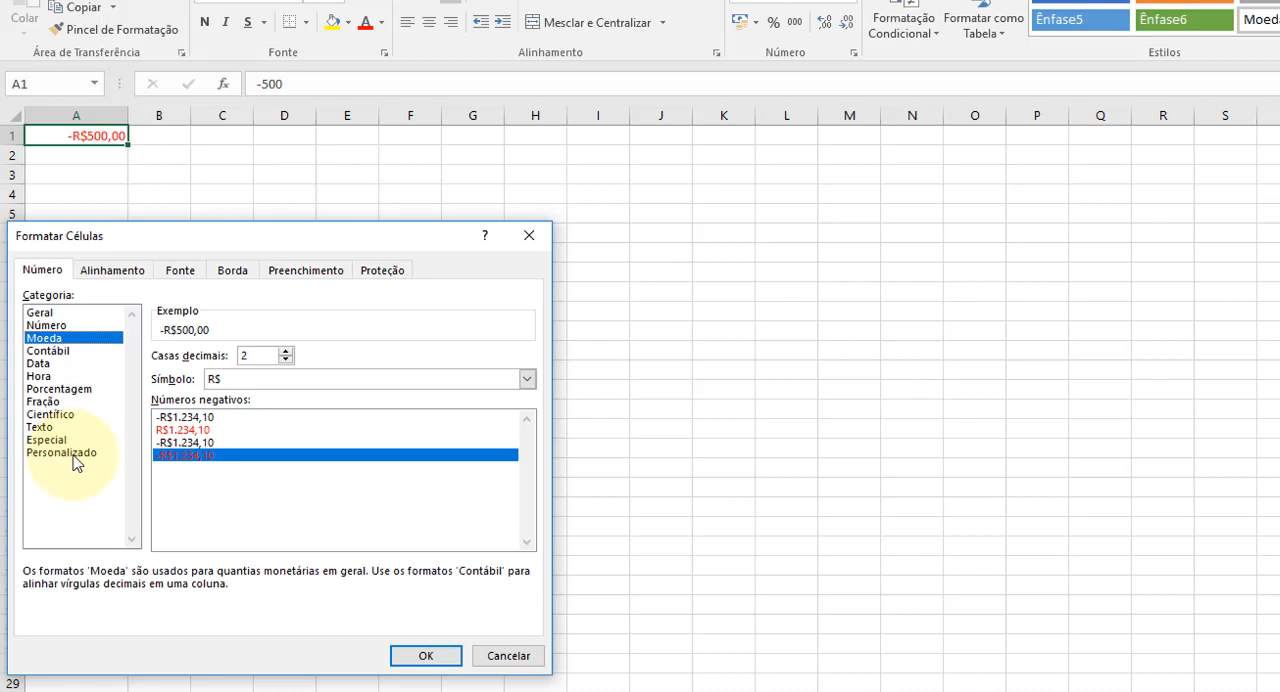 Colar
Copiar
Pincel de Formatação
Área de Transferência
N I S
A
Fonte
Mesclar e Centralizar
Alinhamento
% 000
Número
Formatação
Condicional
Formatar como
Tabela
Ênfase5
Ênfase6
Estilos
A1
fx
-500
A B C D E F G H I J K L M N O P Q R S
1 -R$500,00
2
3
4
5
Formatar Células
?
Número Alinhamento Fonte Borda Preenchimento Proteção
Categoria:
Geral
Número
Moeda
Contábil
Data
Hora
Porcentagem
Fração
Científico
Texto
Especial
Personalizado
Exemplo
-R$500,00
Casas decimais: 2
Símbolo: R$
Números negativos:
-R$1.234,10
R$1.234,10
-R$1.234,10
-R$1.234,10
Os formatos 'Moeda' são usados para quantias monetárias em geral. Use os formatos 'Contábil' para
alinhar vírgulas decimais em uma coluna.
OK Cancelar
29